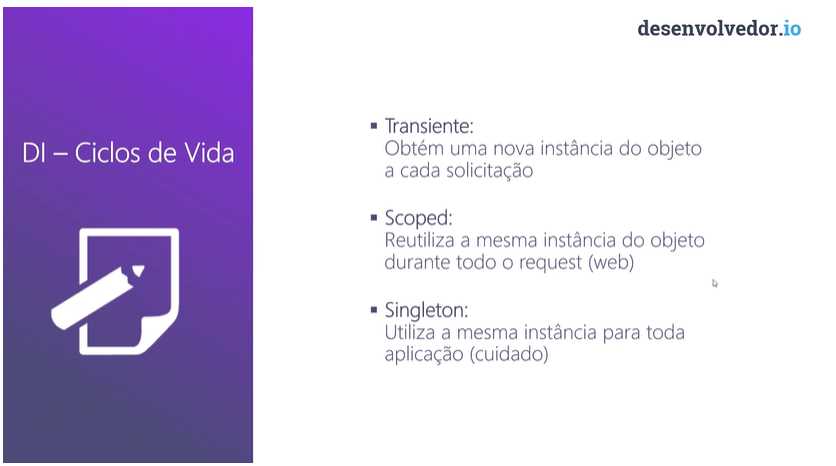 desenvolvedor.io
DI – Ciclos de Vida
▪ Transiente:
Obtém uma nova instância do objeto
a cada solicitação
▪ Scoped:
Reutiliza a mesma instância do objeto
durante todo o request (web)
▪ Singleton:
Utiliza a mesma instância para toda
aplicação (cuidado)